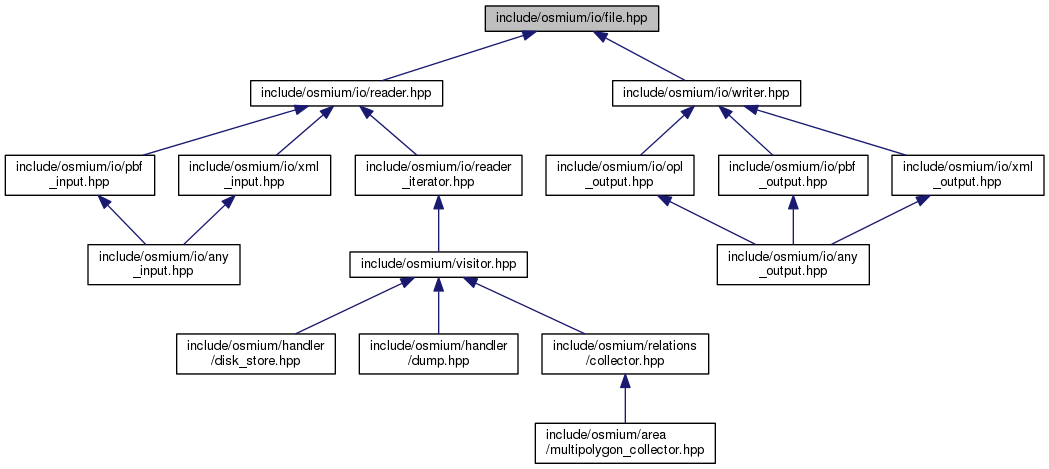 include/osmium/io/file.hpp
include/osmium/io/reader.hpp
include/osmium/io/writer.hpp
include/osmium/io/pbf
_input.hpp
include/osmium/io/xml
_input.hpp
include/osmium/io/reader
_iterator.hpp
include/osmium/io/opl
_output.hpp
include/osmium/io/pbf
_output.hpp
include/osmium/io/xml
_output.hpp
include/osmium/io/any
_input.hpp
include/osmium/visitor.hpp
include/osmium/io/any
_output.hpp
include/osmium/handler
/disk_store.hpp
include/osmium/handler
/dump.hpp
include/osmium/relations
/collector.hpp
include/osmium/area
/multipolygon_collector.hpp